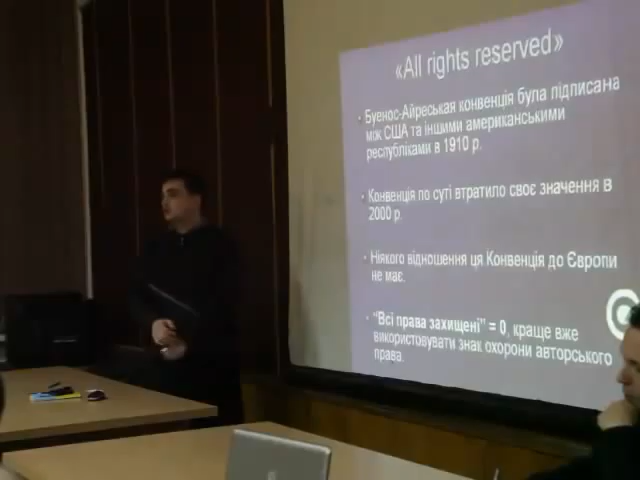 «All rights reserved»
Буенос-Айреськая конвенція була підписана
між США та іншими американськими
республіками в 1910 р.
Конвенція по суті втратило своє значення в
2000 р.
Ніякого відношення ця Конвенція до Європи
не має.
"Всі права захищені" = 0, краще вже
використовувати знак охорони авторського
права.